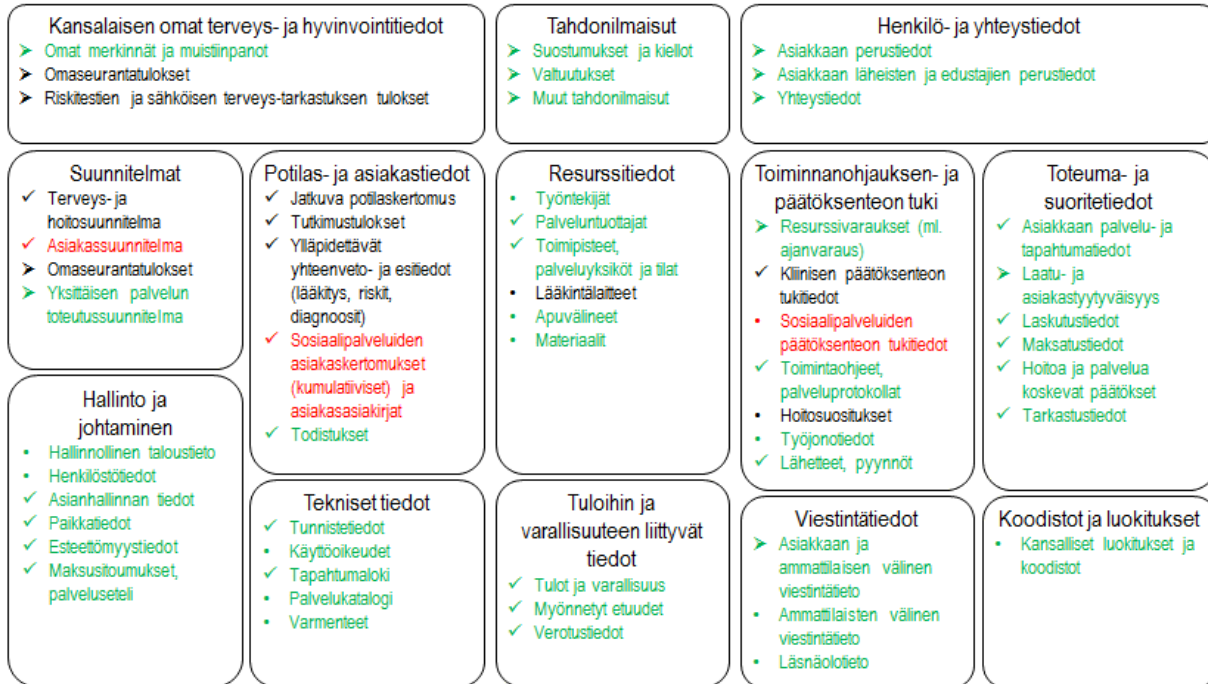 Kansalaisen omat terveys- ja hyvinvointitiedot
Omat merkinnät ja muistiinpanot
Omaseurantatulokset
Riskitestien ja sähköisen terveys-tarkastuksen tulokset
Tahdonilmaisut
Suostumukset ja kiellot
Valtuutukset
Muut tahdonilmaisut
Henkilö- ja yhteystiedot
Asiakkaan perustiedot
Asiakkaan läheisten ja edustajien perustiedot
Yhteystiedot
Suunnitelmat
Terveys- ja
hoitosuunnitelma
Asiakassuunnitelma
Omaseurantatulokset
Yksittäisen palvelun
toteutussuunnitelma
Potilas- ja asiakastiedot
Jatkuva potilaskertomus
Tutkimustulokset
Ylläpidettävät
yhteenveto- ja esitiedot
(lääkitys, riskit,
diagnoosit)
Sosiaalipalveluiden
asiakaskertomukset
(kumulatiiviset) ja
asiakasasiakirjat
Todistukset
Resurssitiedot
Työntekijät
Palveluntuottajat
Toimipisteet,
palveluyksiköt ja tilat
Lääkintälaitteet
Apuvälineet
Materiaalit
Toiminnanohjauksen- ja
päätöksenteon tuki
Resurssivaraukset (ml.
ajanvaraus)
Kliinisen päätöksenteon
tukitiedot
Sosiaalipalveluiden
päätöksenteon tukitiedot
Toimintaohjeet,
palveluprotokollat
Hoitosuositukset
Työjonotiedot
Lähetteet, pyynnöt
Toteuma- ja
suoritetiedot
Asiakkaan palvelu- ja
tapahtumatiedot
Laatu- ja
asiakastyytyväisyys
Laskutustiedot
Maksatustiedot
Hoitoa ja palvelua
koskevat päätökset
Tarkastustiedot
Hallinto ja
johtaminen
Hallinnollinen taloustieto
Henkilöstötiedot
Asianhallinnan tiedot
Paikkatiedot
Esteettömyystiedot
Maksusitoumukset,
palveluseteli
Tekniset tiedot
Tunnistetiedot
Käyttöoikeudet
Tapahtumaloki
Palvelukatalogi
Varmenteet
Tuloihin ja
varallisuuteen liittyvät
tiedot
Tulot ja varallisuus
Myönnetyt etuudet
Verotustiedot
Viestintätiedot
Asiakkaan ja
ammattilaisen välinen
viestintätieto
Ammattilaisten välinen
viestintätieto
Läsnäolotieto
Koodistot ja luokitukset
Kansalliset luokitukset ja
koodistot